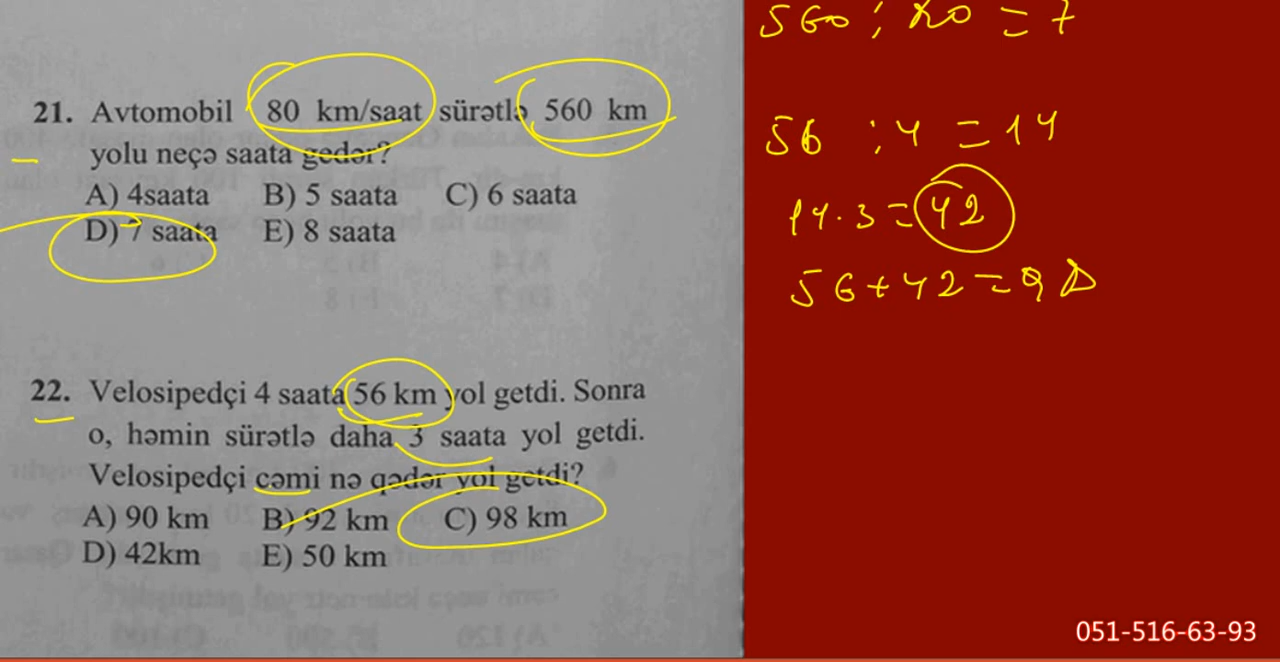 21. Avtomobil 80 km/saat sürətlə 560 km
yolu neçə saata gedər?
A) 4saata B) 5 saata C) 6 saata
D) 7 saata E) 8 saata
22. Velosipedçi 4 saata 56 km yol getdi. Sonra
o, həmin sürətlə daha 3 saata yol getdi.
Velosipedçi cəmi nə qədər yol getdi?
A) 90 km B) 92 km C) 98 km
D) 42km E) 50 km
560 : 80 = 7
56 : 4 = 14
14 · 3 = 42
56 + 42 = 98
051-516-63-93